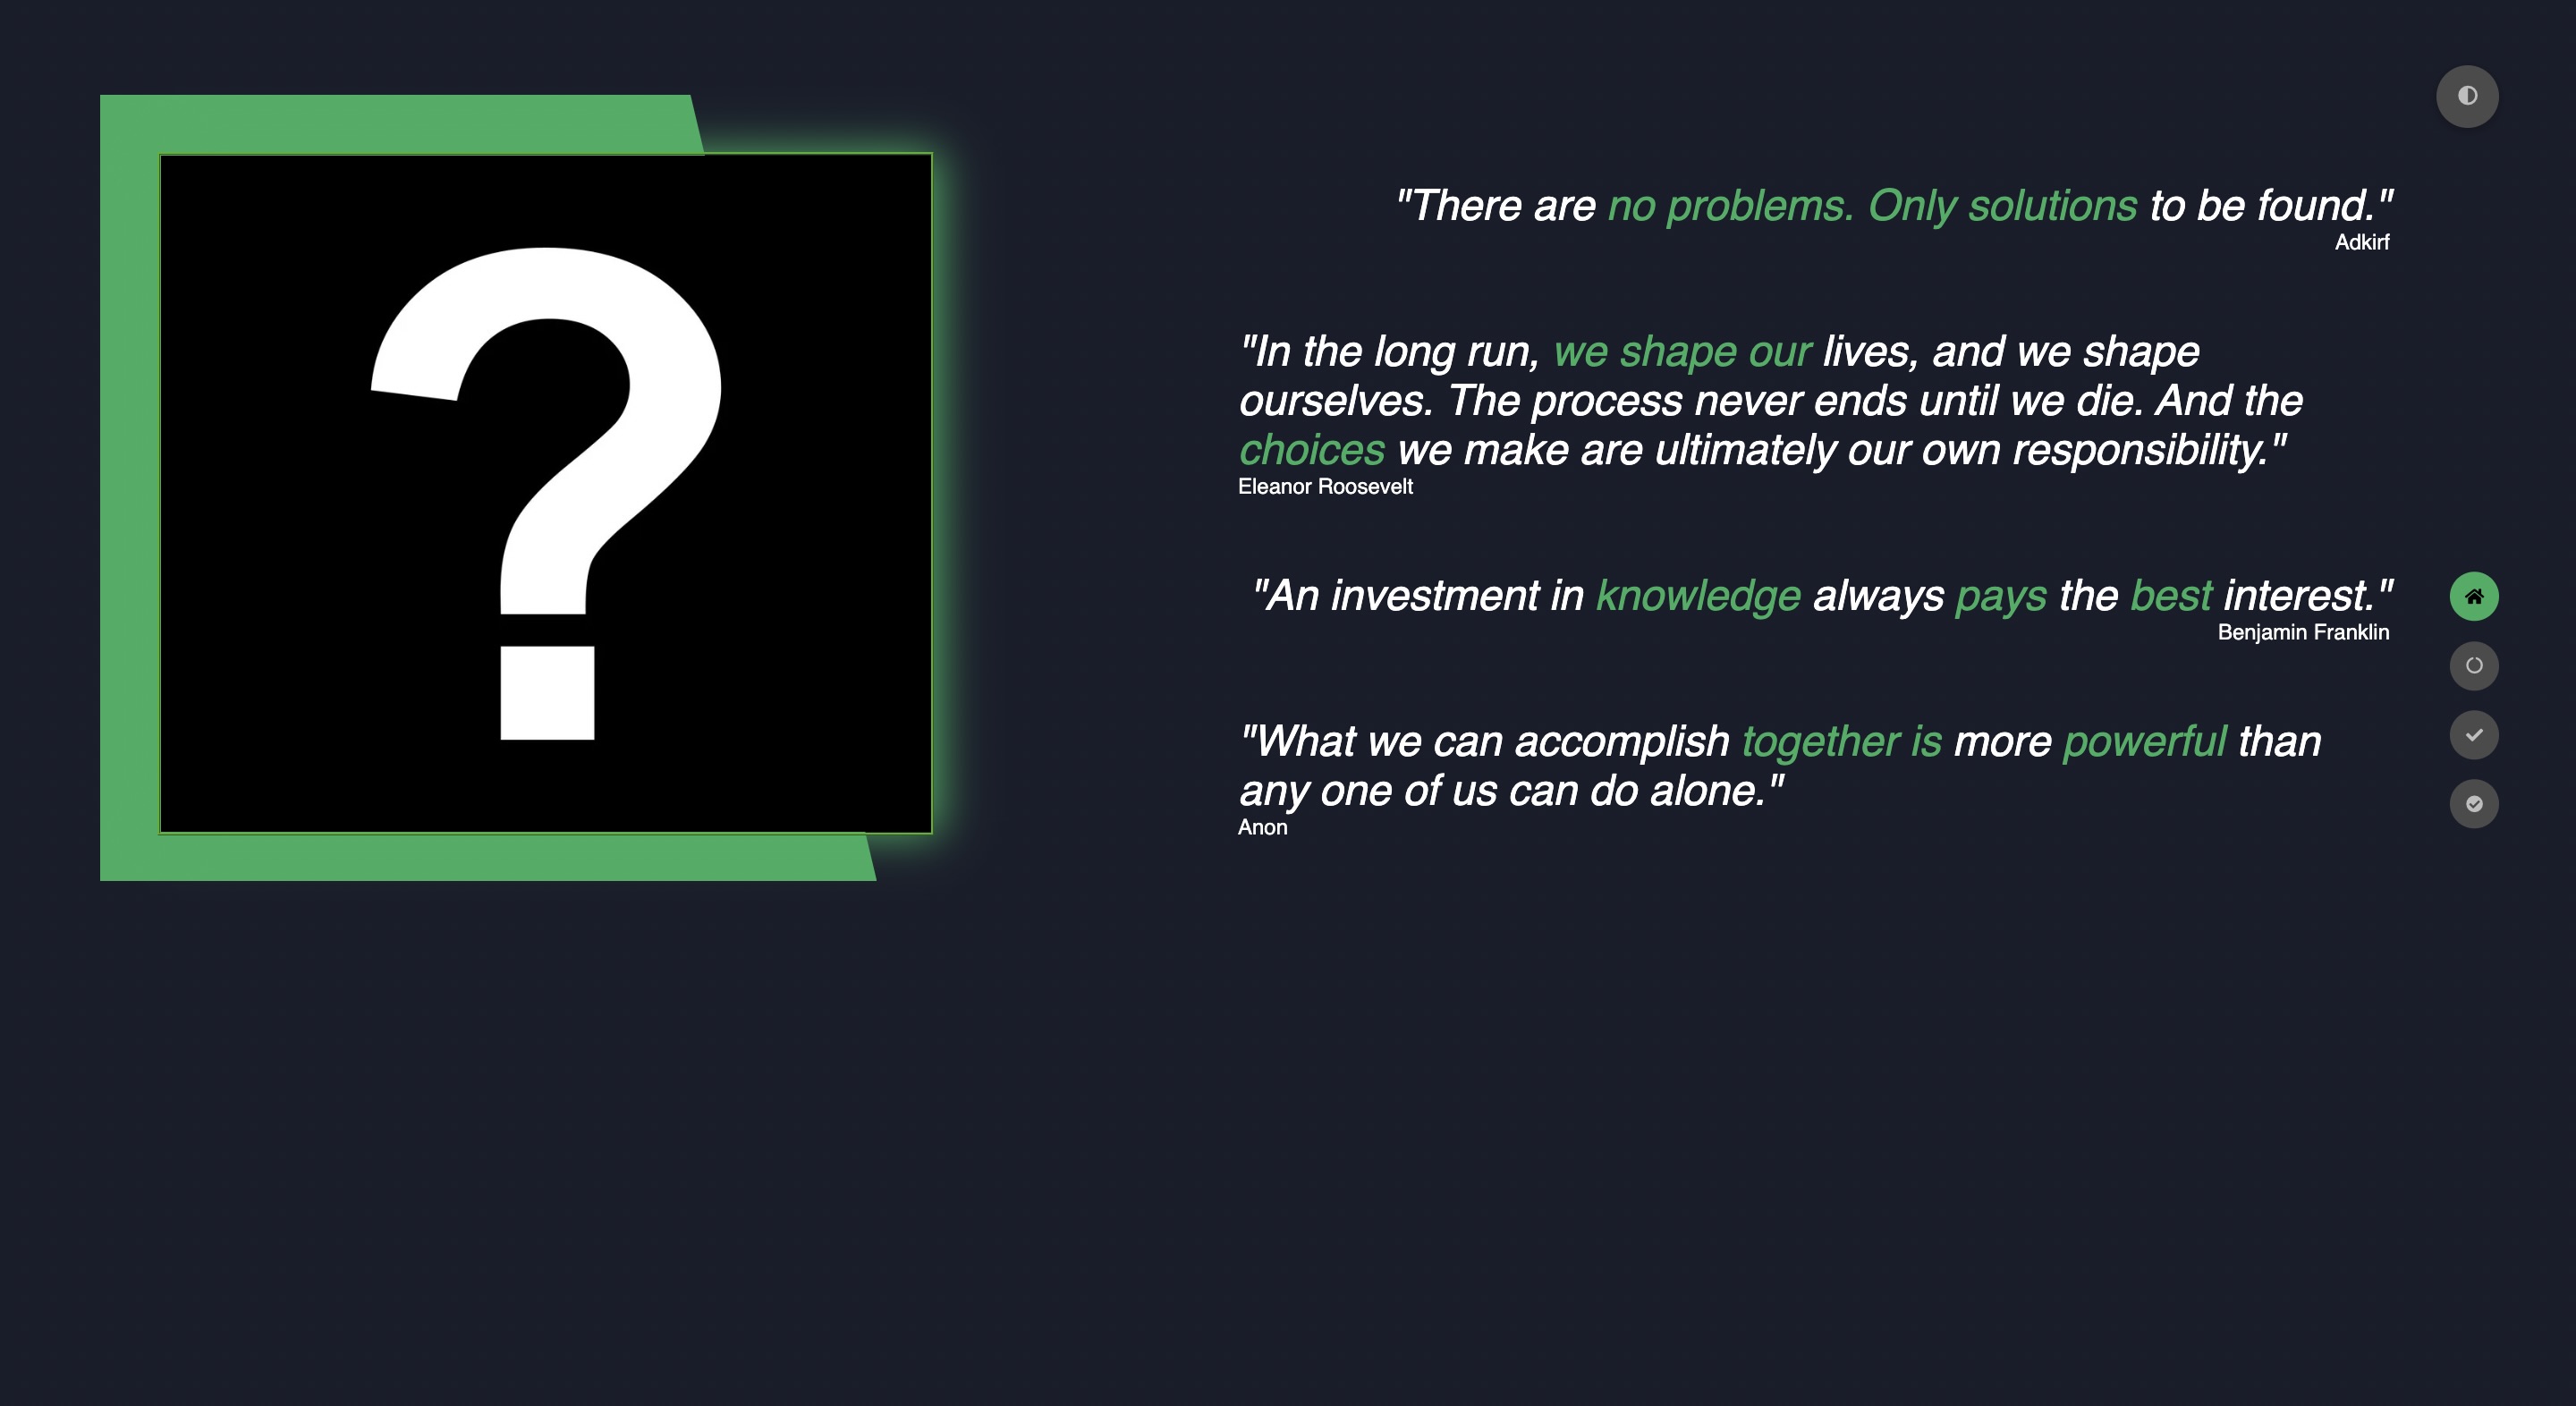 ?
"There are no problems. Only solutions to be found."
Adkirf
"In the long run, we shape our lives, and we shape
ourselves. The process never ends until we die. And the
choices we make are ultimately our own responsibility."
Eleanor Roosevelt
"An investment in knowledge always pays the best interest."
Benjamin Franklin
"What we can accomplish together is more powerful than
any one of us can do alone."
Anon